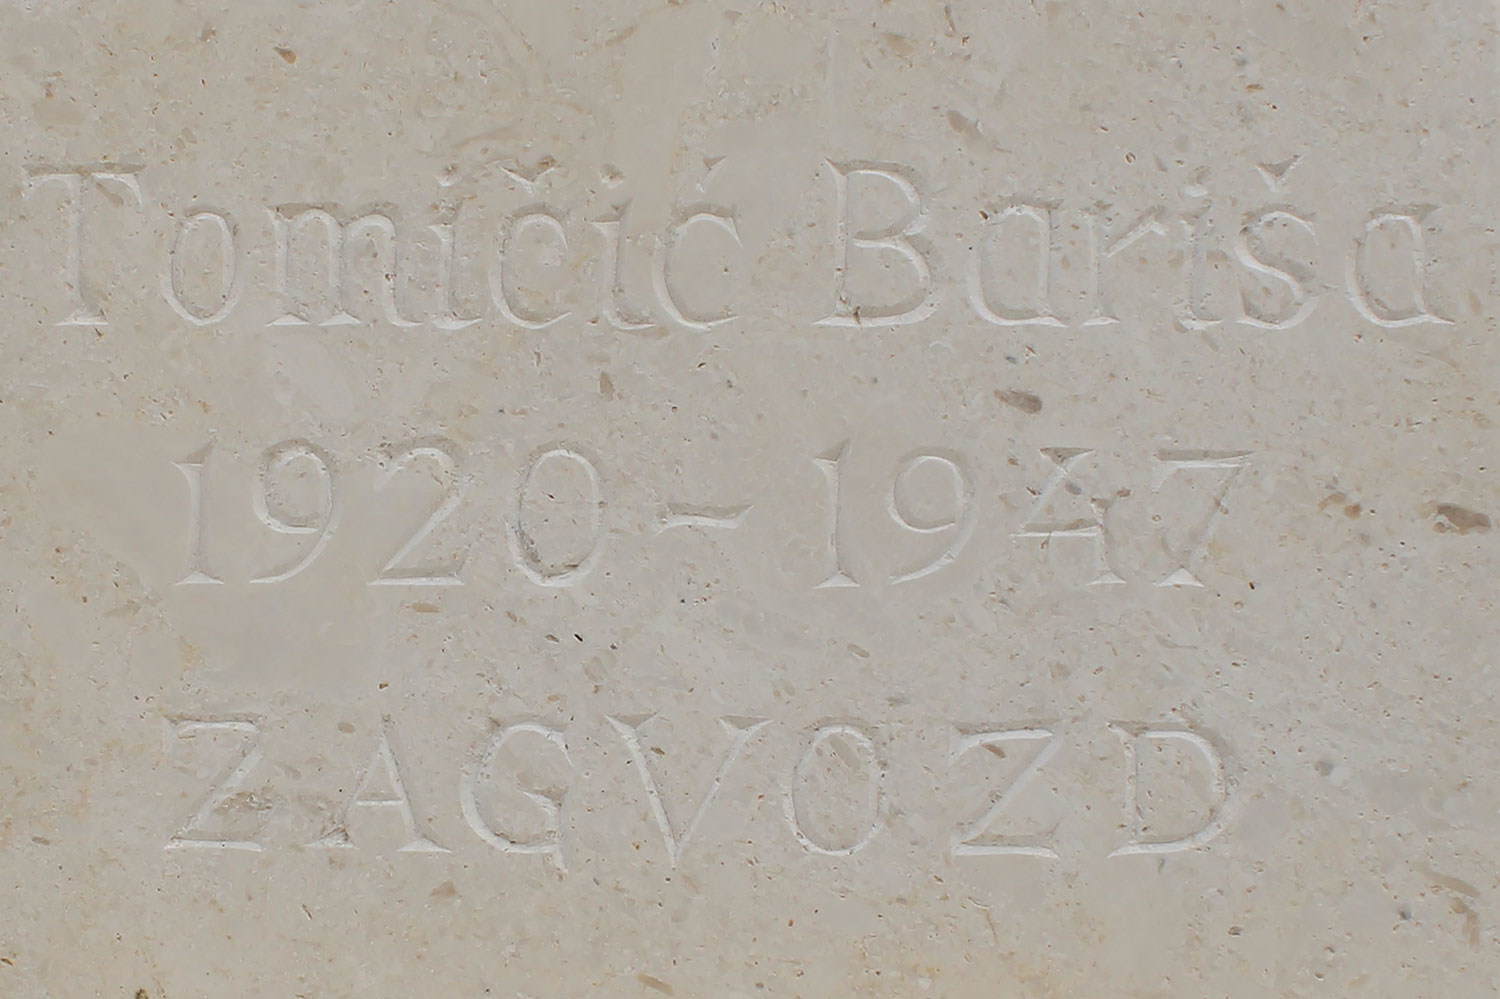 Tomičić Bariša
1920 - 1947
ZAGVOZD